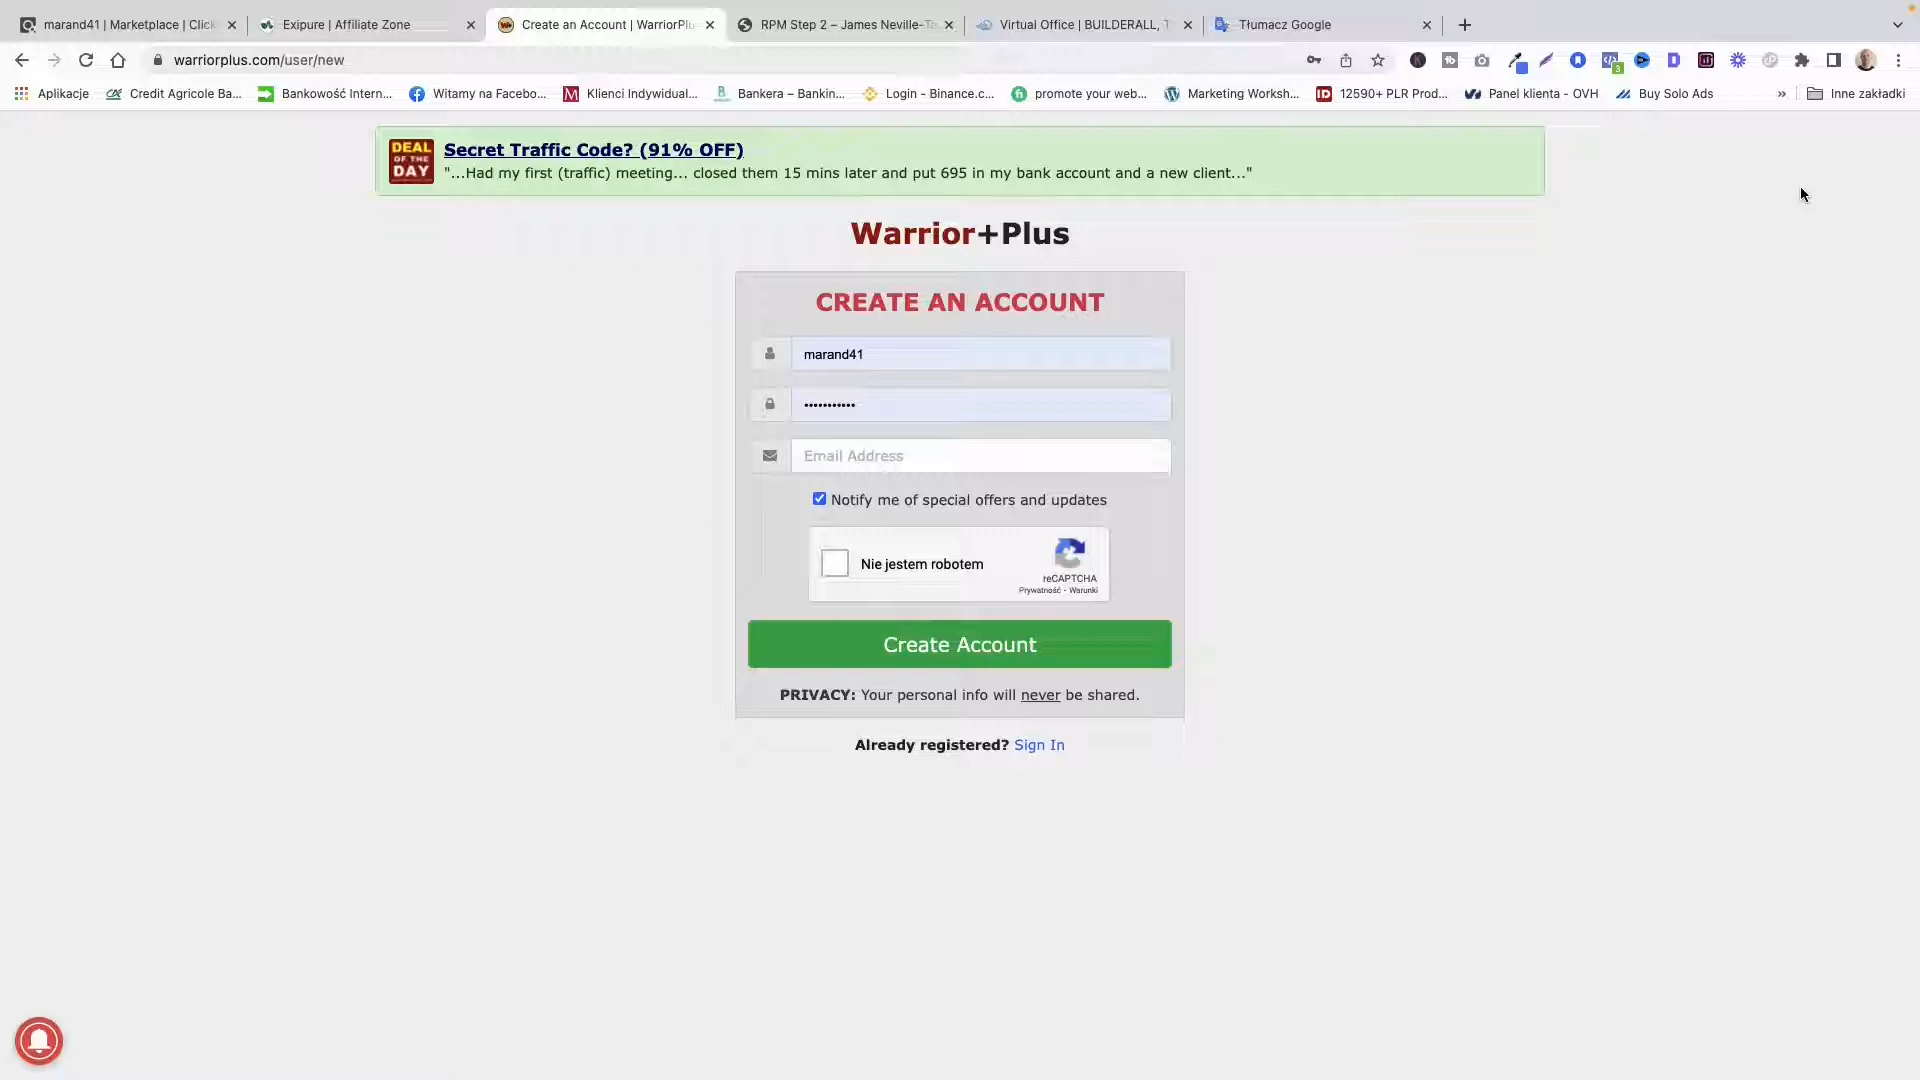 marand41 | Marketplace | Click
Exipure | Affiliate Zone
Create an Account | WarriorPlu
RPM Step 2 – James Neville-Ta
Virtual Office | BUILDERALL, T
Tłumacz Google
warriorplus.com/user/new
3
Aplikacje
Credit Agricole Ba...
Bankowość Intern...
Witamy na Facebo...
Klienci Indywidual...
Bankera – Bankin...
Login - Binance.c...
promote your web...
Marketing Worksh...
12590+ PLR Prod...
Panel klienta - OVH
Buy Solo Ads
»
Inne zakładki
DEAL
OF THE
DAY
Secret Traffic Code? (91% OFF)
"...Had my first (traffic) meeting... closed them 15 mins later and put 695 in my bank account and a new client..."
Warrior+Plus
CREATE AN ACCOUNT
marand41
•••••••••••
Email Address
Notify me of special offers and updates
Nie jestem robotem
reCAPTCHA
Prywatność - Warunki
Create Account
PRIVACY: Your personal info will never be shared.
Already registered? Sign In